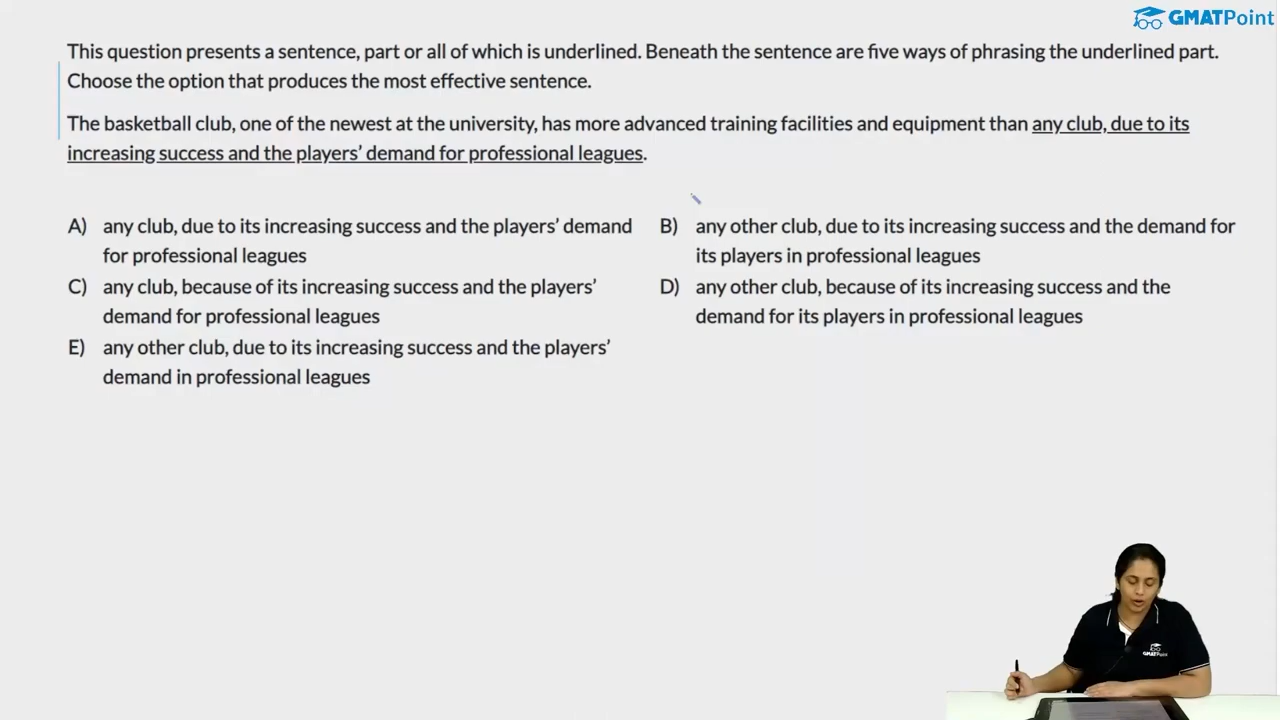 GMATPoint
This question presents a sentence, part or all of which is underlined. Beneath the sentence are five ways of phrasing the underlined part.
Choose the option that produces the most effective sentence.
The basketball club, one of the newest at the university, has more advanced training facilities and equipment than any club, due to its
increasing success and the players’ demand for professional leagues.
A) any club, due to its increasing success and the players’ demand
for professional leagues
B) any other club, due to its increasing success and the demand for
its players in professional leagues
C) any club, because of its increasing success and the players’
demand for professional leagues
D) any other club, because of its increasing success and the
demand for its players in professional leagues
E) any other club, due to its increasing success and the players’
demand in professional leagues
GMATPoint